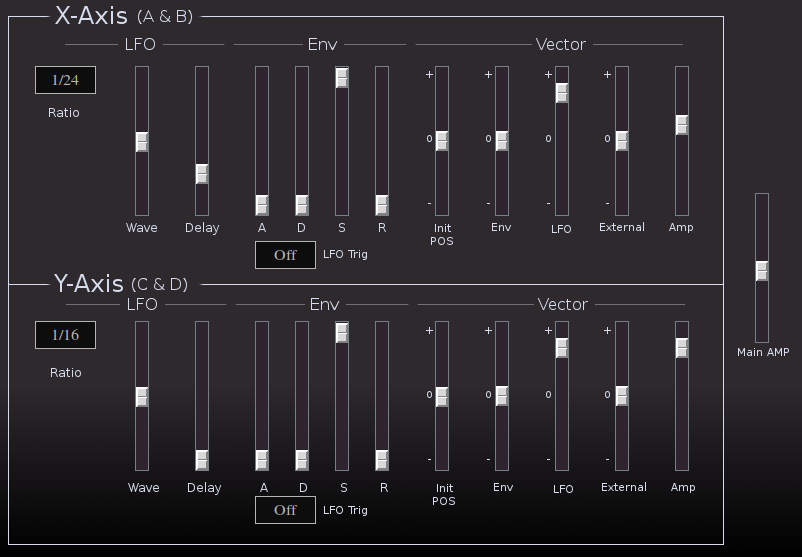 X-Axis (A & B)
LFO Env Vector
1/24
Ratio
+ + + +
0 0 0
- - - -
Wave Delay A D S R Init POS Env LFO External Amp
Off LFO Trig
Y-Axis (C & D)
LFO Env Vector
1/16
Ratio
+ + + +
0 0 0
- - - -
Wave Delay A D S R Init POS Env LFO External Amp
Off LFO Trig
Main AMP